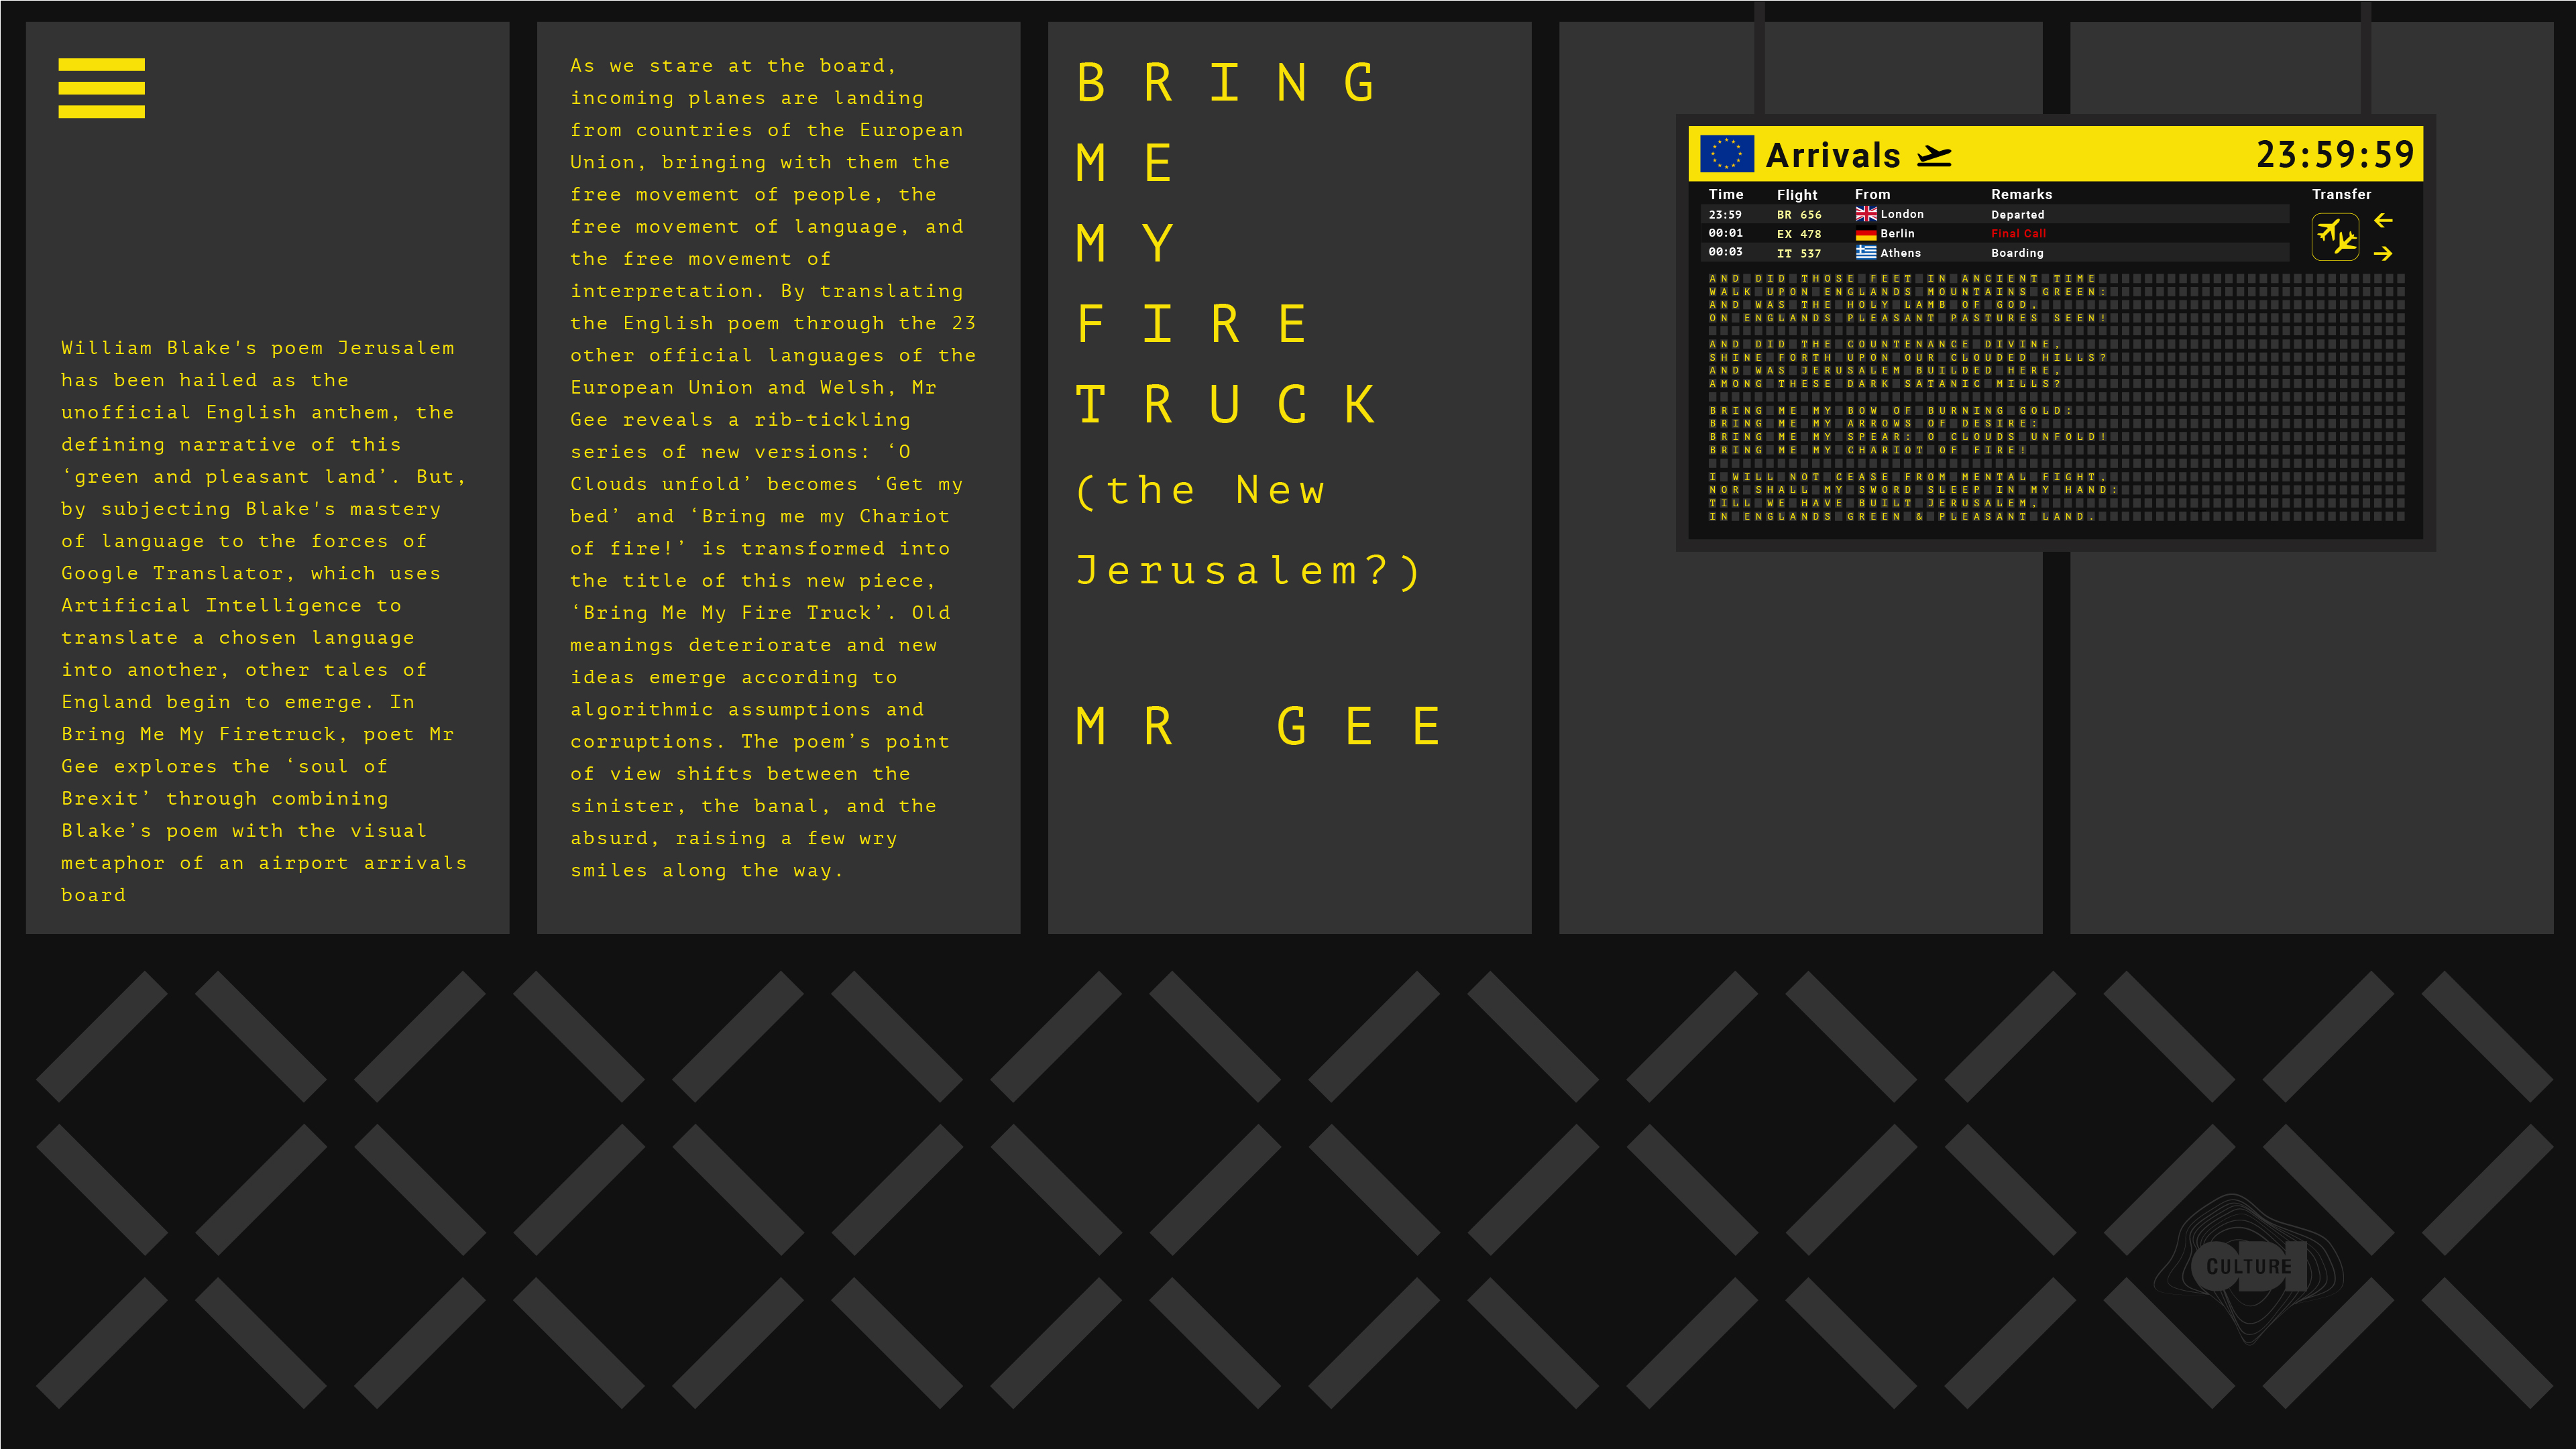 William Blake's poem Jerusalem
has been hailed as the
unofficial English anthem, the
defining narrative of this
‘green and pleasant land’. But,
by subjecting Blake's mastery
of language to the forces of
Google Translator, which uses
Artificial Intelligence to
translate a chosen language
into another, other tales of
England begin to emerge. In
Bring Me My Firetruck, poet Mr
Gee explores the ‘soul of
Brexit’ through combining
Blake’s poem with the visual
metaphor of an airport arrivals
board
As we stare at the board,
incoming planes are landing
from countries of the European
Union, bringing with them the
free movement of people, the
free movement of language, and
the free movement of
interpretation. By translating
the English poem through the 23
other official languages of the
European Union and Welsh, Mr
Gee reveals a rib-tickling
series of new versions: ‘O
Clouds unfold’ becomes ‘Get my
bed’ and ‘Bring me my Chariot
of fire!’ is transformed into
the title of this new piece,
‘Bring Me My Fire Truck’. Old
meanings deteriorate and new
ideas emerge according to
algorithmic assumptions and
corruptions. The poem’s point
of view shifts between the
sinister, the banal, and the
absurd, raising a few wry
smiles along the way.
BRING
ME
MY
FIRE
TRUCK
(the New
Jerusalem?)
MR GEE
Arrivals 23:59:59
Time Flight From Remarks Transfer
23:59 BR 656 London Departed
00:01 EX 478 Berlin Final Call
00:03 IT 537 Athens Boarding
AND DID THOSE FEET IN ANCIENT TIME
WALK UPON ENGLANDS MOUNTAINS GREEN:
AND WAS THE HOLY LAMB OF GOD,
ON ENGLANDS PLEASANT PASTURES SEEN!
AND DID THE COUNTENANCE DIVINE,
SHINE FORTH UPON OUR CLOUDED HILLS?
AND WAS JERUSALEM BUILDED HERE,
AMONG THESE DARK SATANIC MILLS?
BRING ME MY BOW OF BURNING GOLD:
BRING ME MY ARROWS OF DESIRE:
BRING ME MY SPEAR: O CLOUDS UNFOLD!
BRING ME MY CHARIOT OF FIRE!
I WILL NOT CEASE FROM MENTAL FIGHT,
NOR SHALL MY SWORD SLEEP IN MY HAND:
TILL WE HAVE BUILT JERUSALEM,
IN ENGLANDS GREEN & PLEASANT LAND.
ODI
CULTURE